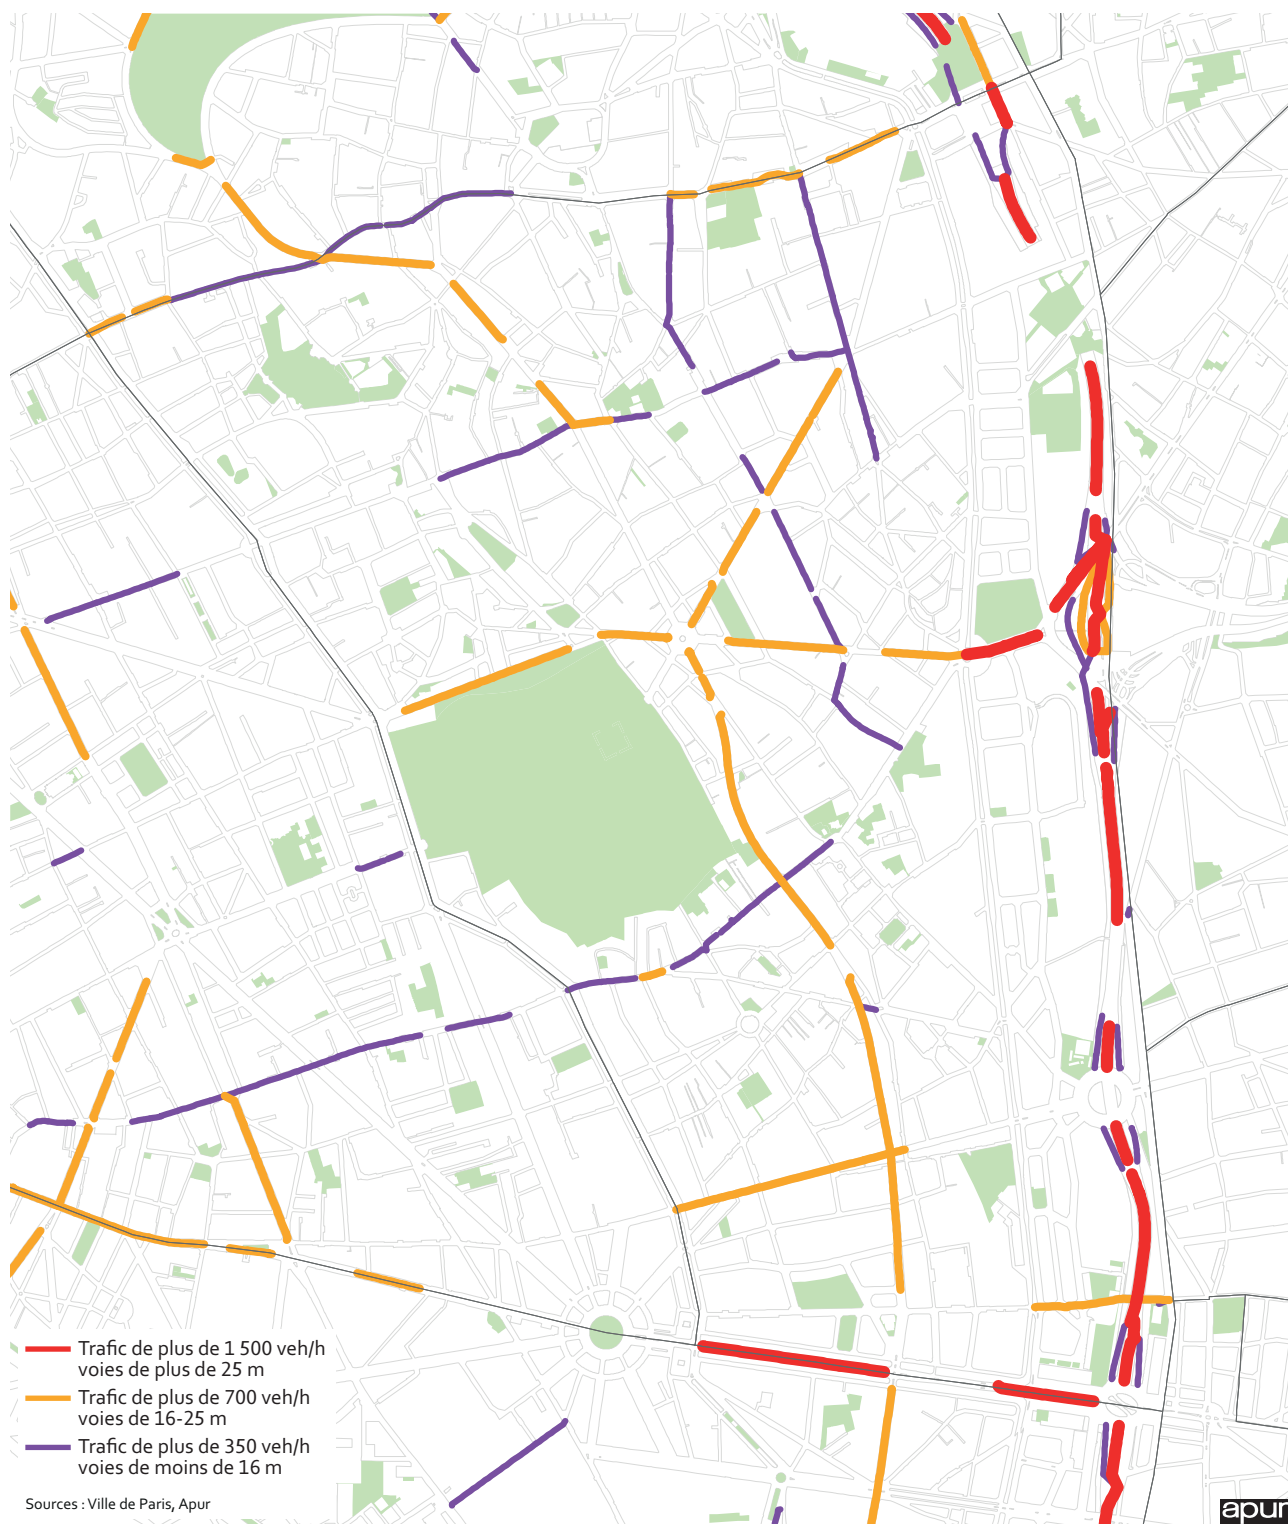 Trafic de plus de 1 500 veh/h
voies de plus de 25 m
Trafic de plus de 700 veh/h
voies de 16-25 m
Trafic de plus de 350 veh/h
voies de moins de 16 m
Sources : Ville de Paris, Apur
apur